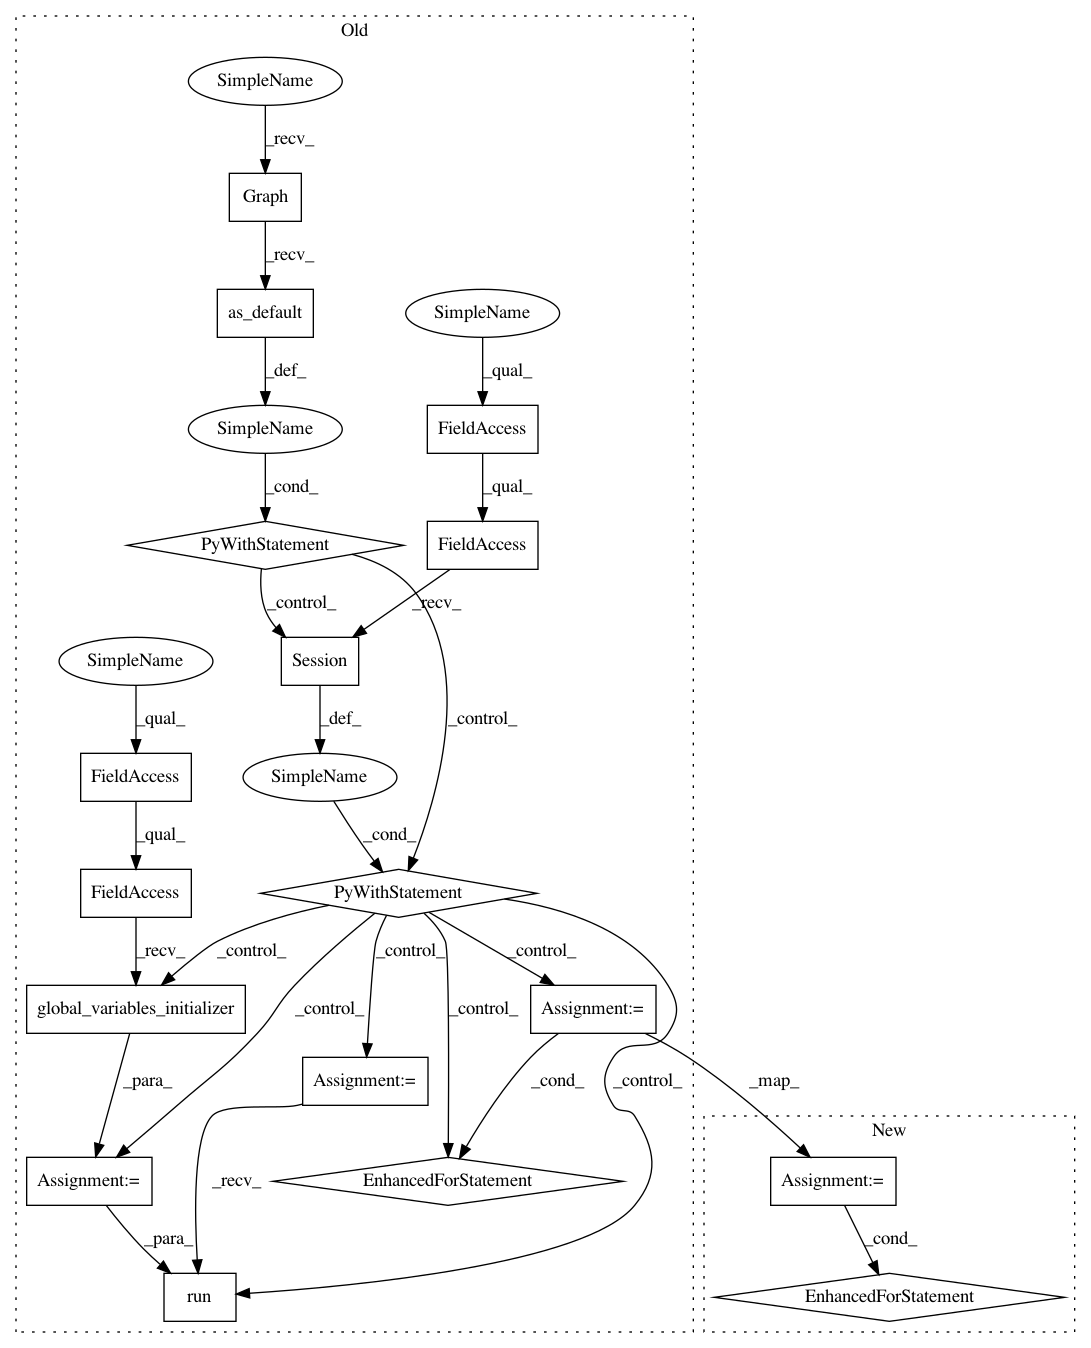 Old
SimpleName
_recv_
Graph
_recv_
as_default
SimpleName
_def_
_qual_
SimpleName
FieldAccess
_cond_
_qual_
PyWithStatement
FieldAccess
_control_
_recv_
SimpleName
Session
_qual_
_def_
_control_
FieldAccess
SimpleName
_qual_
_cond_
FieldAccess
PyWithStatement
_recv_
_control_
_control_
_control_
global_variables_initializer
_control_
_control_
Assignment:=
_para_
Assignment:=
_cond_
_control_
_map_
New
Assignment:=
_recv_
EnhancedForStatement
Assignment:=
_para_
_cond_
run
EnhancedForStatement